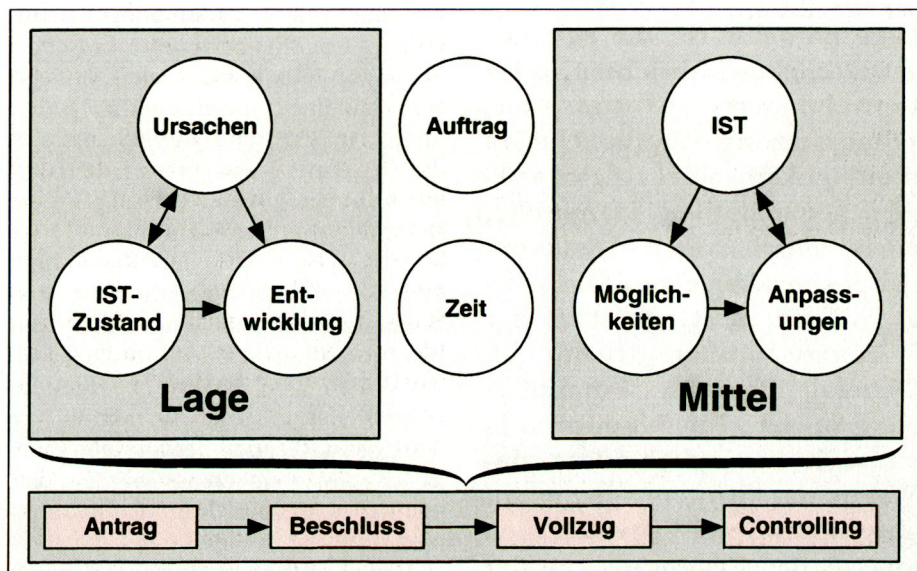 Ursachen
IST-
Zustand
Ent-
wicklung
Lage
Auftrag
Zeit
IST
Möglich-
keiten
Anpass-
ungen
Mittel
Antrag
Beschluss
Vollzug
Controlling